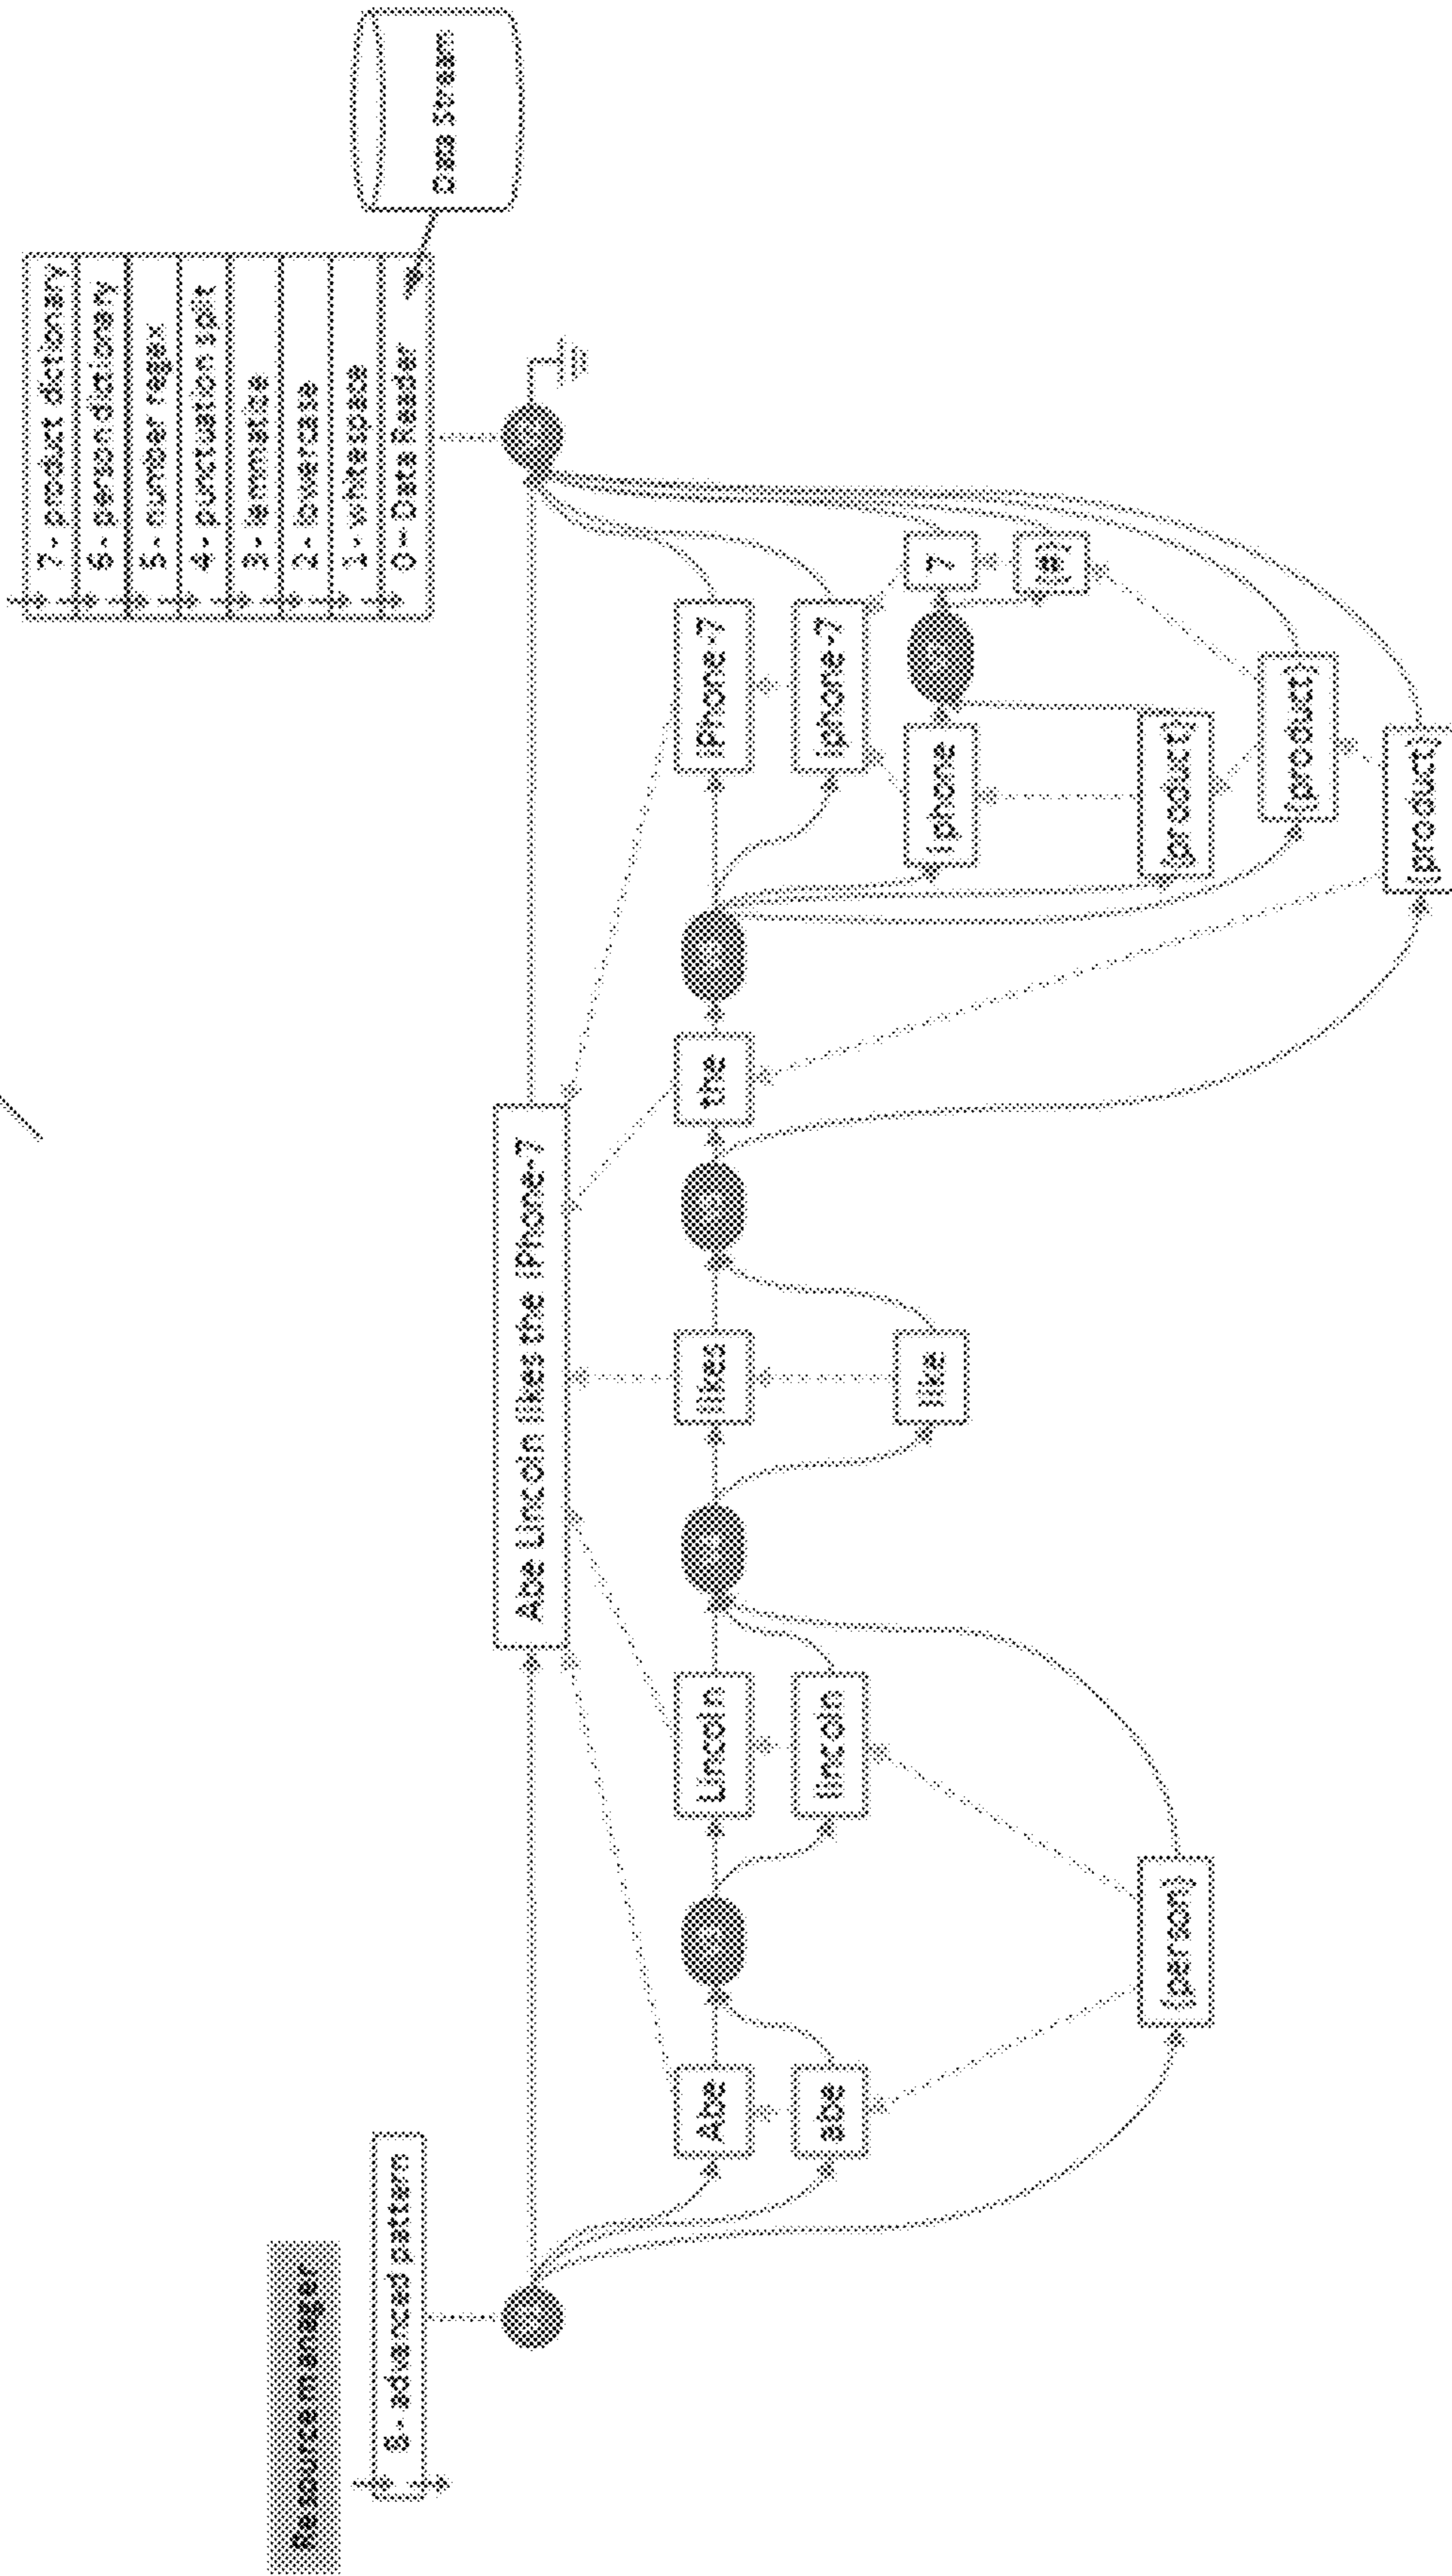 Resource manager
8- advanced pattern
7- product dictionary
6- person dictionary
5- number regex
4- punctuation split
3- lemmatize
2- lowercase
1- whitespace
0-- Data Reader
Data Stream
Abe Lincoln likes the iPhone-7
Abe
Lincoln
likes
the
iPhone-7
abe
lincoln
iphone-7
like
iphone
7
{person}
{product}
{product}
{product}